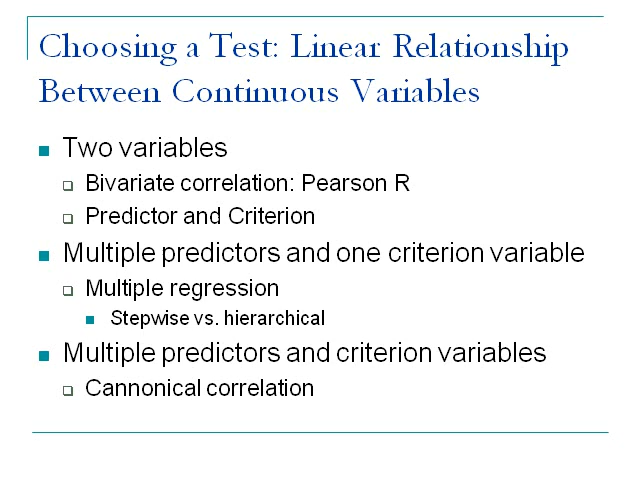 Choosing a Test: Linear Relationship
Between Continuous Variables
Two variables
Bivariate correlation: Pearson R
Predictor and Criterion
Multiple predictors and one criterion variable
Multiple regression
Stepwise vs. hierarchical
Multiple predictors and criterion variables
Cannonical correlation